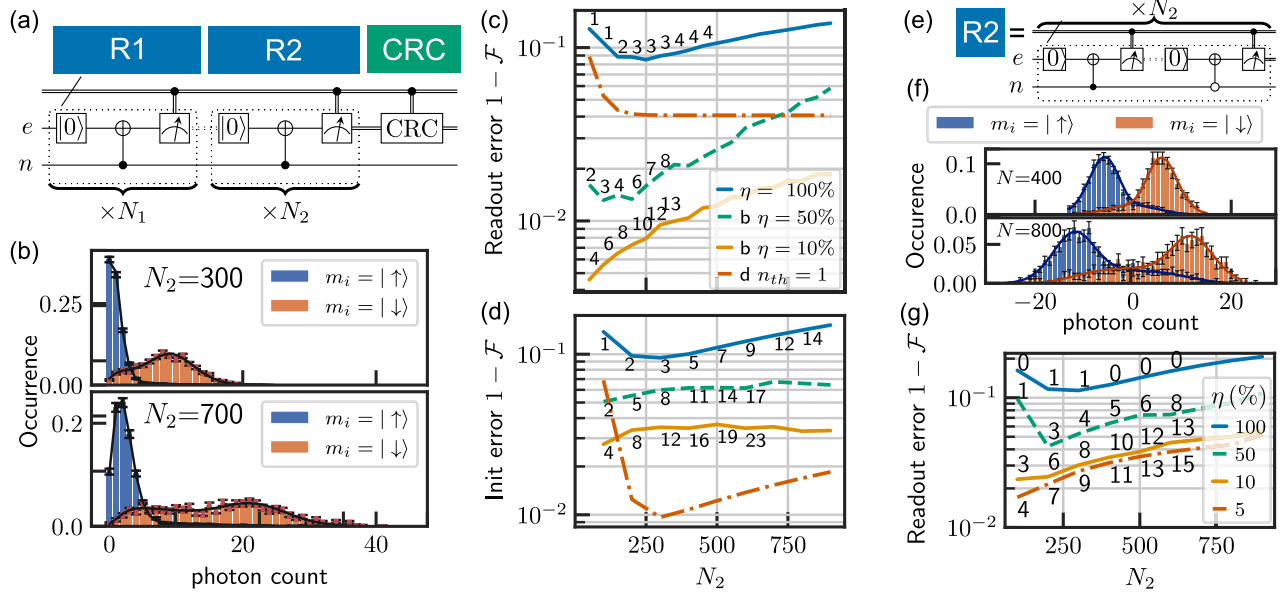 (a)
R1
R2
CRC
e
|0⟩
|0⟩
CRC
n
×N₁
×N₂
(b)
N₂=300
mᵢ = | ↑⟩
mᵢ = | ↓⟩
0.25
0.00
N₂=700
mᵢ = | ↑⟩
mᵢ = | ↓⟩
0.0
Occurrence
0
20
40
photon count
(c)
Readout error 1 − ℱ
10⁻¹
10⁻²
1
1
2
3
3
3
4
4
4
2
3
4
6
7
8
4
6
8
10
12
13
η = 100%
b η = 50%
b η = 10%
d nₜₕ = 1
(d)
Init error 1 − ℱ
10⁻¹
10⁻²
1
2
3
5
7
9
12
14
2
5
8
11
14
17
4
8
12
16
19
23
250
500
750
N₂
(e)
R2
=
×N₂
e
0
0
n
(f)
mᵢ = | ↑⟩
mᵢ = | ↓⟩
N=400
0.1
0.0
N=800
0.05
0.00
Occurence
−20
0
20
photon count
(g)
Readout error 1 − ℱ
10⁻¹
10⁻²
0
1
1
0
0
0
1
3
4
5
6
8
3
6
8
10
12
13
4
7
9
11
13
15
η (%)
100
50
10
5
250
500
750
N₂